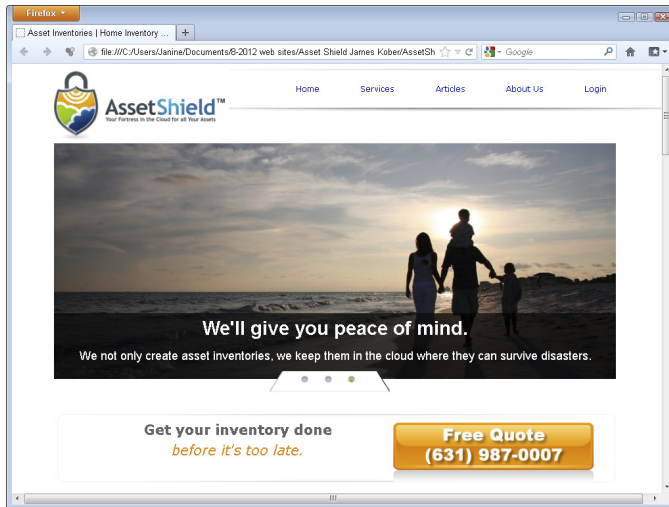 Firefox
Asset Inventories | Home Inventory ...
file:///C:/Users/Janine/Documents/8-2012 web sites/Asset Shield James Kober/AssetSh
Google
Home Services Articles About Us Login
AssetShield™
Your Fortress in the Cloud for all Your Assets
We'll give you peace of mind.
We not only create asset inventories, we keep them in the cloud where they can survive disasters.
Get your inventory done
before it's too late.
Free Quote
(631) 987-0007